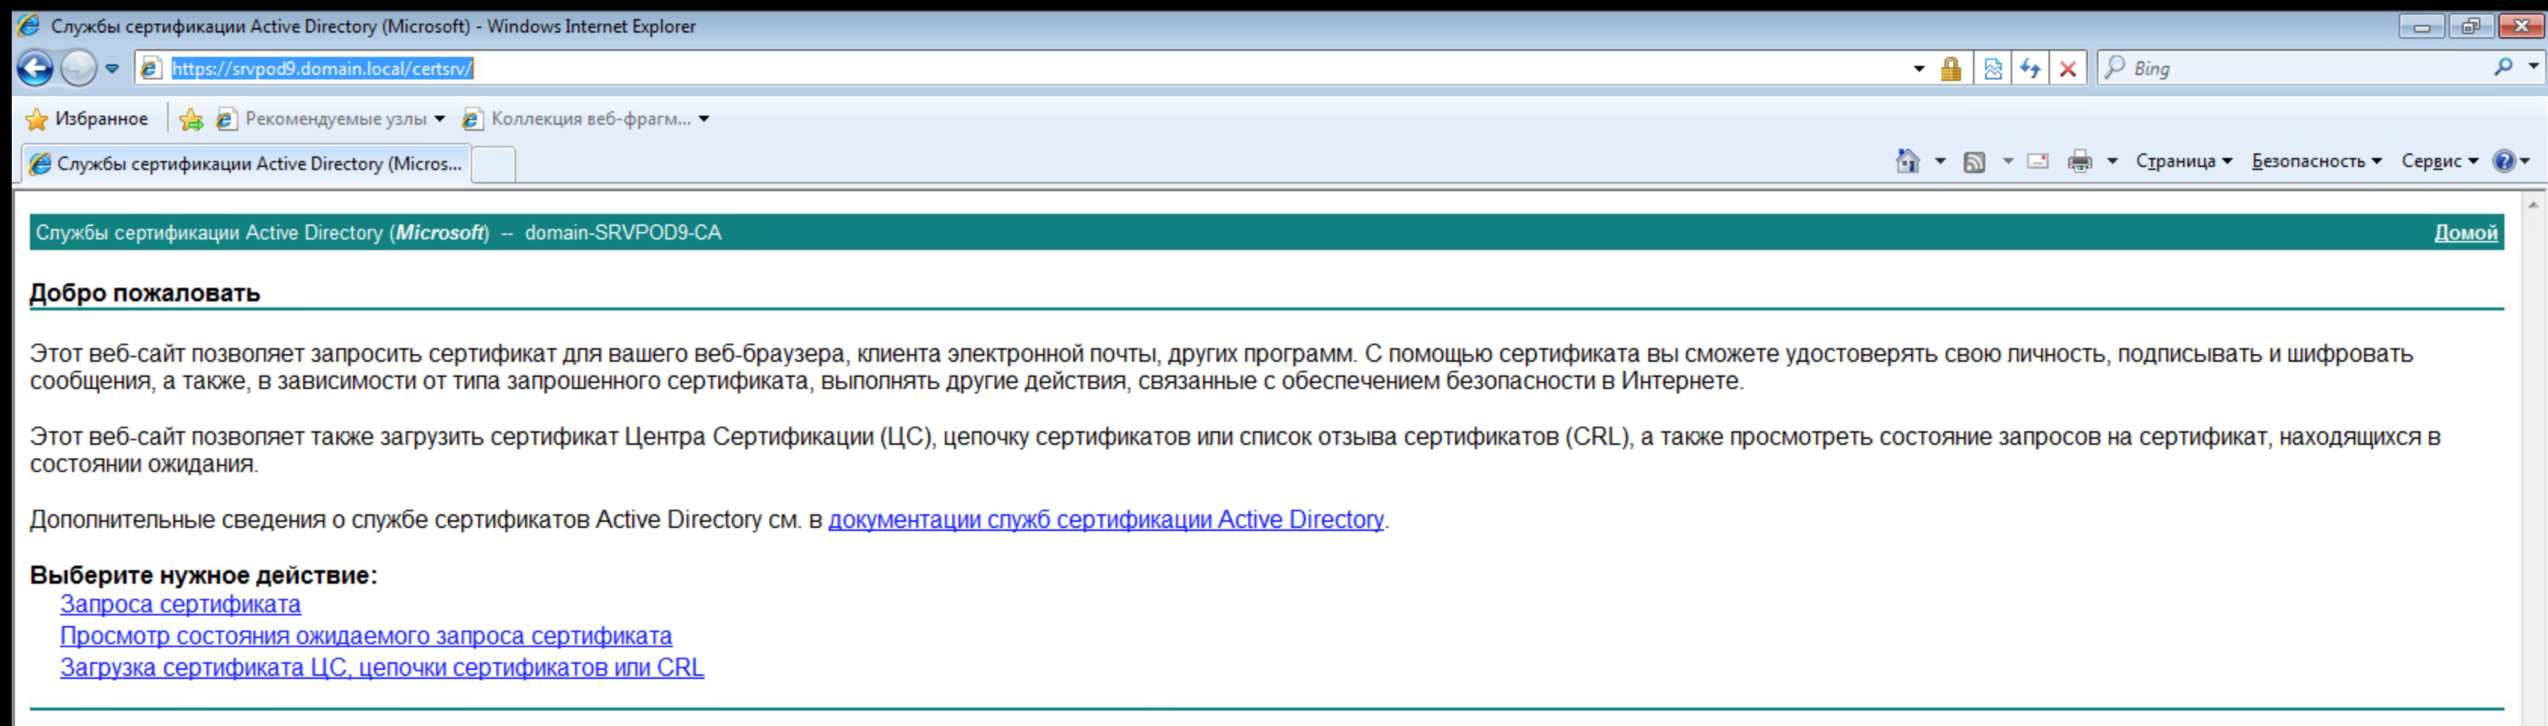 Службы сертификации Active Directory (Microsoft) - Windows Internet Explorer
https://srvpod9.domain.local/certsrv/
Bing
Избранное Рекомендуемые узлы Коллекция веб-фрагм...
Службы сертификации Active Directory (Micros...
Страница Безопасность Сервис
Службы сертификации Active Directory (Microsoft) -- domain-SRVPOD9-CA Домой
Добро пожаловать
Этот веб-сайт позволяет запросить сертификат для вашего веб-браузера, клиента электронной почты, других программ. С помощью сертификата вы сможете удостоверять свою личность, подписывать и шифровать
сообщения, а также, в зависимости от типа запрошенного сертификата, выполнять другие действия, связанные с обеспечением безопасности в Интернете.
Этот веб-сайт позволяет также загрузить сертификат Центра Сертификации (ЦС), цепочку сертификатов или список отзыва сертификатов (CRL), а также просмотреть состояние запросов на сертификат, находящихся в
состоянии ожидания.
Дополнительные сведения о службе сертификатов Active Directory см. в документации служб сертификации Active Directory.
Выберите нужное действие:
Запроса сертификата
Просмотр состояния ожидаемого запроса сертификата
Загрузка сертификата ЦС, цепочки сертификатов или CRL